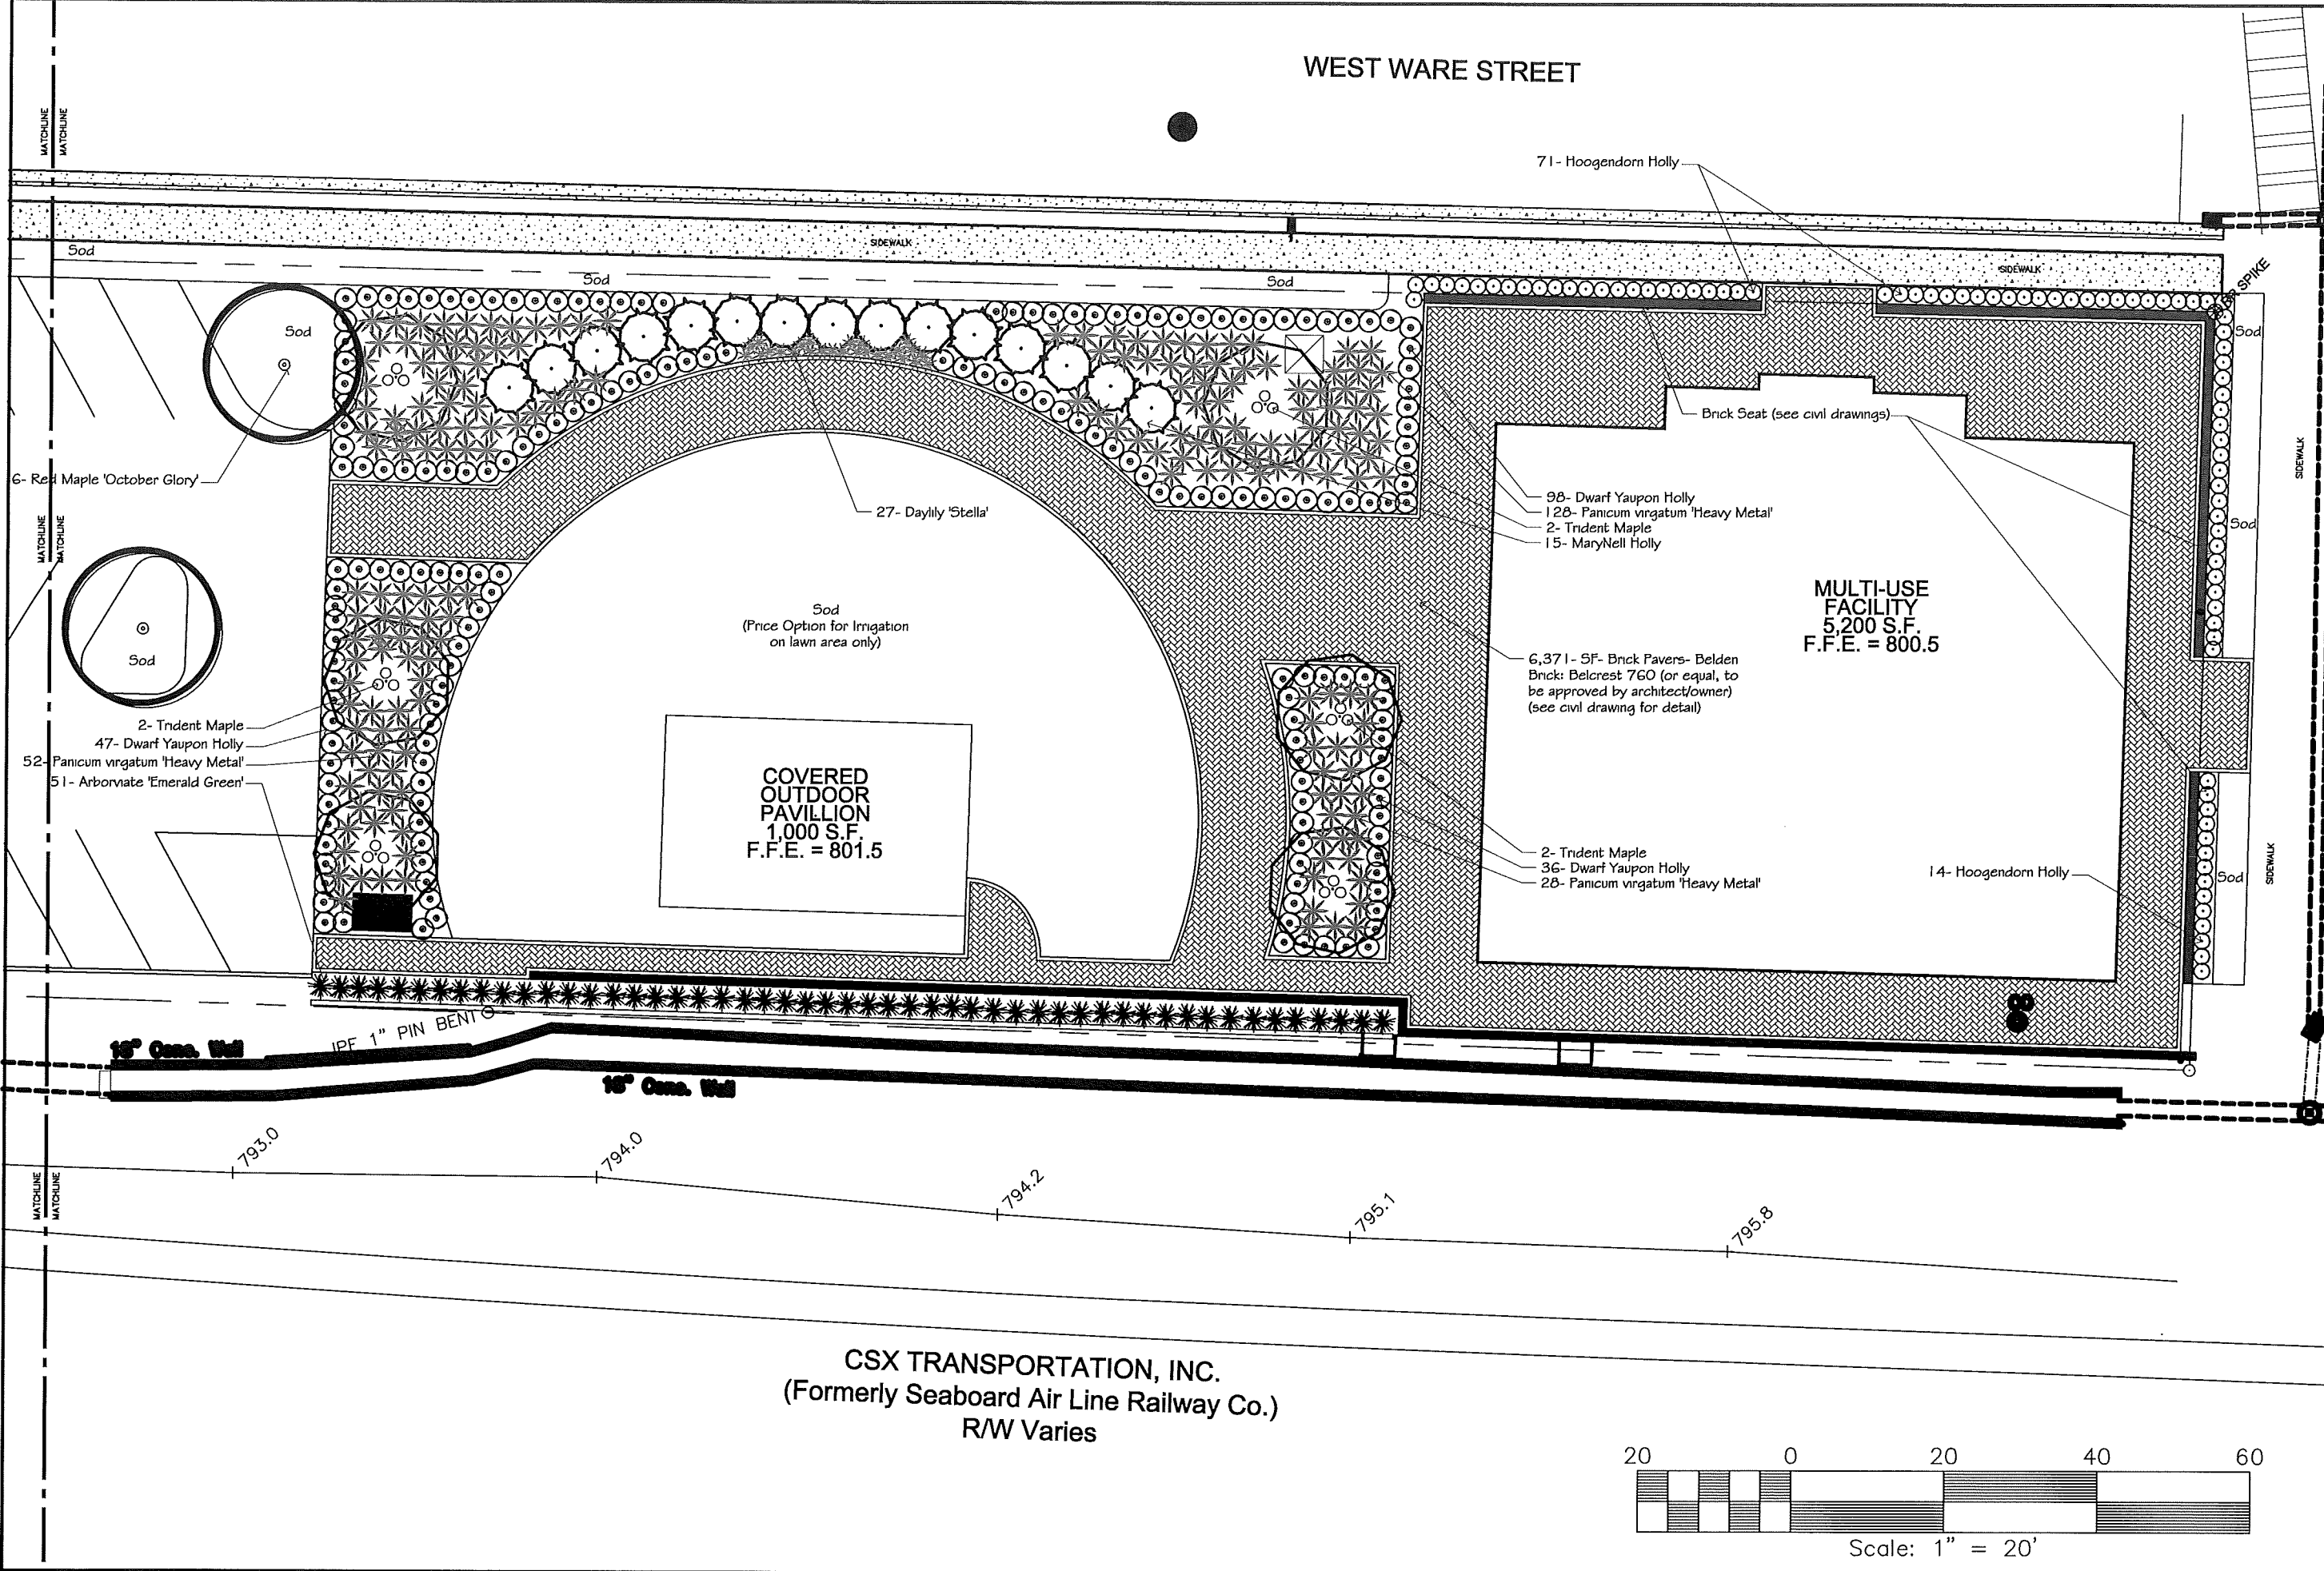 WEST WARE STREET
MATCHLINE
MATCHLINE
71- Hoogendorn Holly
SIDEWALK
Sod
Sod
Sod
SIDEWALK
SPIKE
Sod
Sod
Brick Seat (see civil drawings)
SIDEWALK
6- Red Maple 'October Glory'
27- Daylily 'Stella'
98- Dwarf Yaupon Holly
128- Panicum virgatum 'Heavy Metal'
2- Trident Maple
15- MaryNell Holly
Sod
MATCHLINE
MATCHLINE
Sod
(Price Option for Irrigation
on lawn area only)
MULTI-USE
FACILITY
5,200 S.F.
F.F.E. = 800.5
Sod
6,371- SF- Brick Pavers- Belden
Brick: Belcrest 760 (or equal, to
be approved by architect/owner)
(see civil drawing for detail)
2- Trident Maple
47- Dwarf Yaupon Holly
52- Panicum virgatum 'Heavy Metal'
51- Arborviate 'Emerald Green'
COVERED
OUTDOOR
PAVILLION
1,000 S.F.
F.F.E. = 801.5
2- Trident Maple
36- Dwarf Yaupon Holly
28- Panicum virgatum 'Heavy Metal'
14- Hoogendorn Holly
Sod
SIDEWALK
IPF 1" PIN BENT
18" Conc. Wall
18" Conc. Wall
793.0
794.0
794.2
795.1
795.8
MATCHLINE
MATCHLINE
CSX TRANSPORTATION, INC.
(Formerly Seaboard Air Line Railway Co.)
R/W Varies
20 0 20 40 60
Scale: 1" = 20'